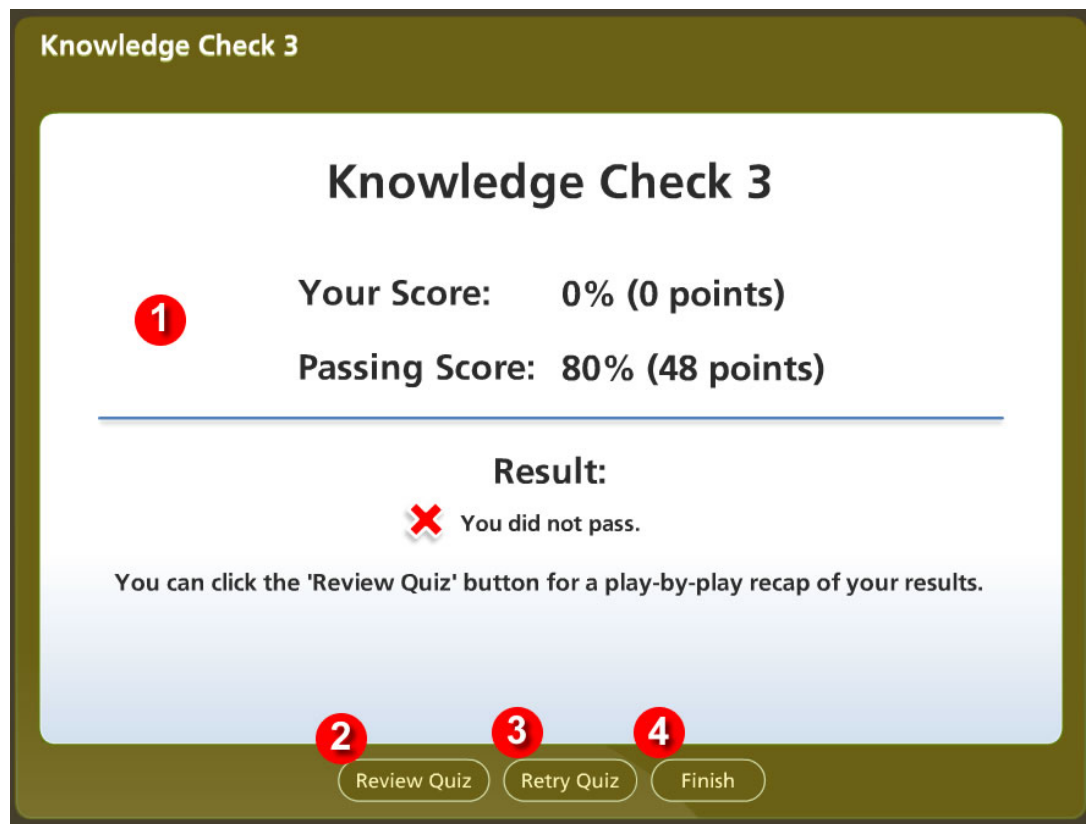 Knowledge Check 3
Knowledge Check 3
Your Score: 0% (0 points)
1
Passing Score: 80% (48 points)
Result:
You did not pass.
You can click the 'Review Quiz' button for a play-by-play recap of your results.
2 3 4
Review Quiz Retry Quiz Finish